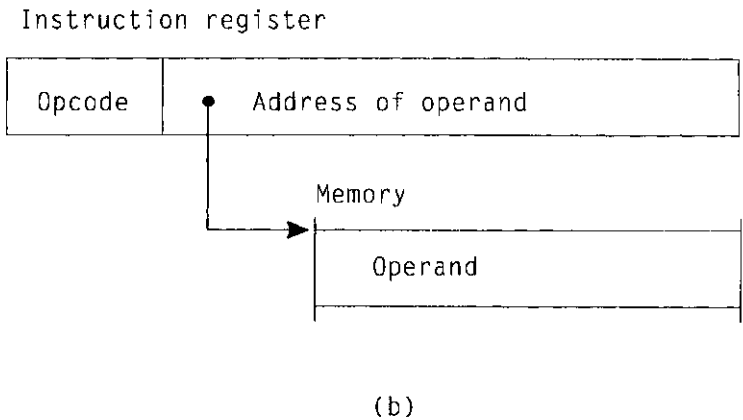 Instruction register
Opcode Address of operand
Memory
Operand
(b)